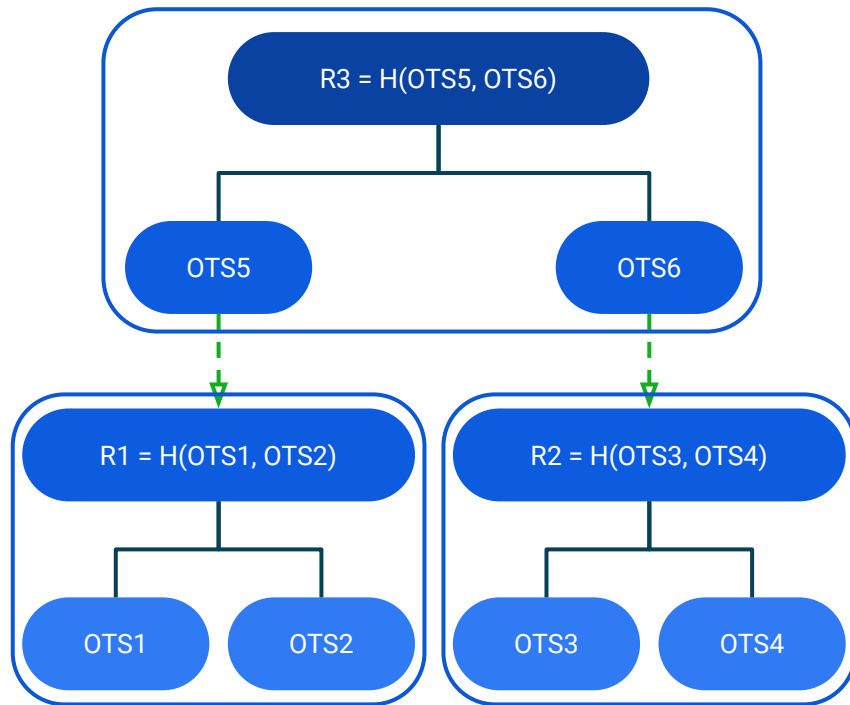 R3 = H(OTS5, OTS6)
OTS5
OTS6
R1 = H(OTS1, OTS2)
R2 = H(OTS3, OTS4)
OTS1
OTS2
OTS3
OTS4